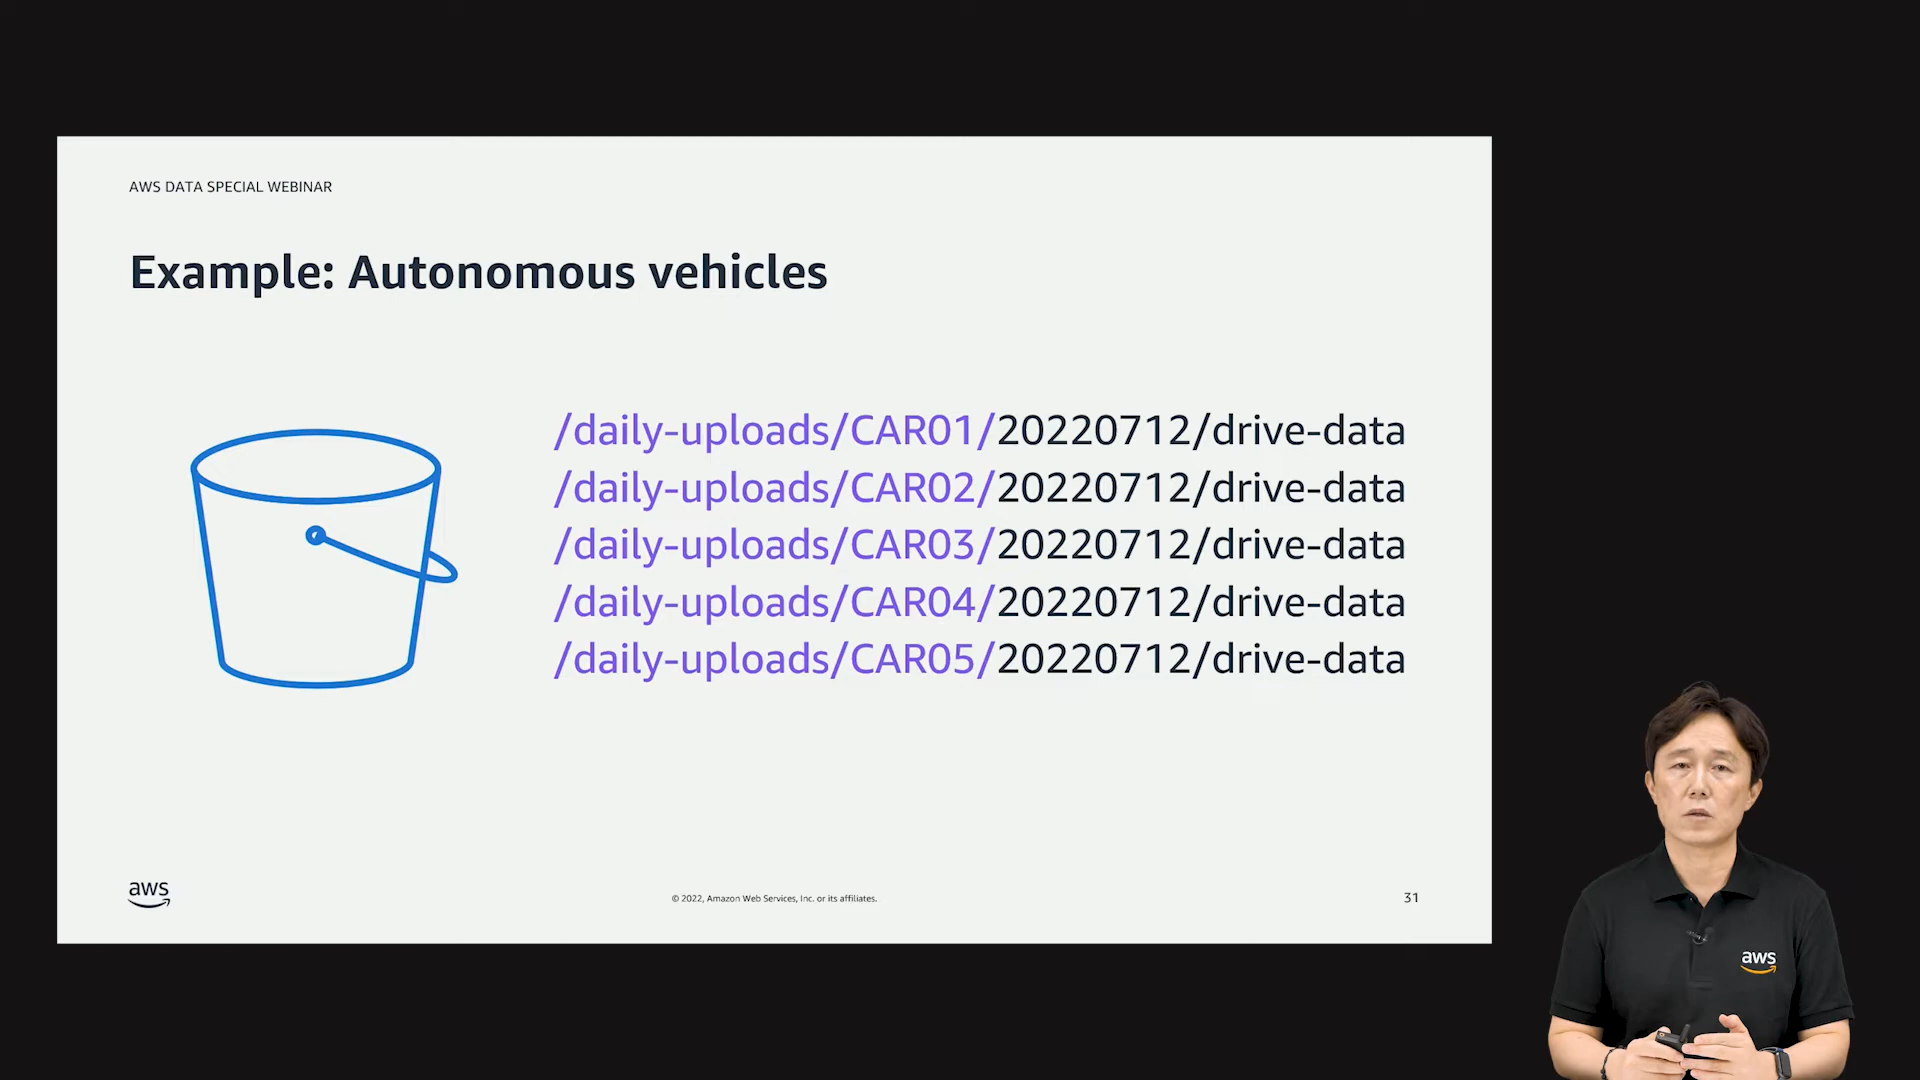 AWS DATA SPECIAL WEBINAR
Example: Autonomous vehicles
/daily-uploads/CAR01/20220712/drive-data
/daily-uploads/CAR02/20220712/drive-data
/daily-uploads/CAR03/20220712/drive-data
/daily-uploads/CAR04/20220712/drive-data
/daily-uploads/CAR05/20220712/drive-data
aws
© 2022, Amazon Web Services, Inc. or its affiliates.
31
aws